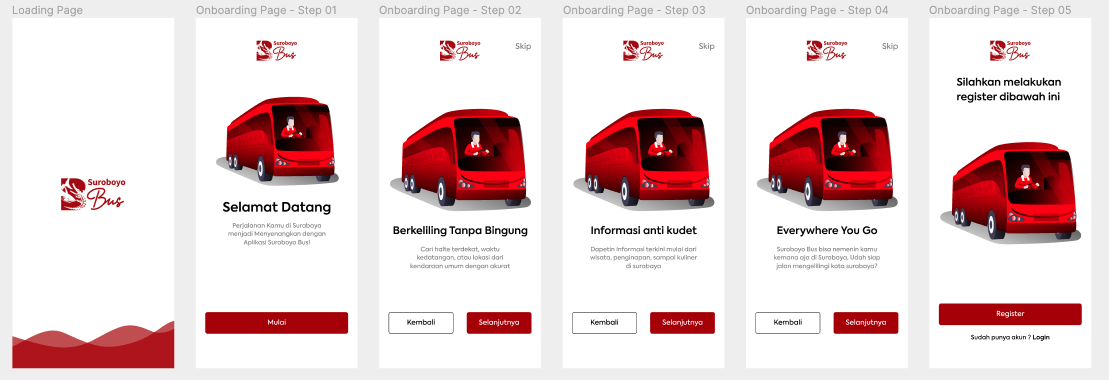 Loading Page
Suroboyo
Bus
Onboarding Page - Step 01
Suroboyo
Bus
Selamat Datang
Perjalanan Kamu di Surabaya
menjadi Menyenangkan dengan
Aplikasi Suroboyo Bus!
Mulai
Onboarding Page - Step 02
Suroboyo
Bus
Skip
Berkeliling Tanpa Bingung
Cari halte terdekat, waktu
kedatangan, atau lokasi dari
kendaraan umum dengan akurat
Kembali
Selanjutnya
Onboarding Page - Step 03
Suroboyo
Bus
Skip
Informasi anti kudet
Dapetin Informasi terkini mulai dari
wisata, penginapan, sampai kuliner
di suroboyo
Kembali
Selanjutnya
Onboarding Page - Step 04
Suroboyo
Bus
Skip
Everywhere You Go
Suroboyo Bus bisa nemenin kamu
kemana aja di Surabaya, Udah siap
jalan mengelilingi kota suroboyo?
Kembali
Selanjutnya
Onboarding Page - Step 05
Suroboyo
Bus
Silahkan melakukan
register dibawah ini
Register
Sudah punya akun ? Login